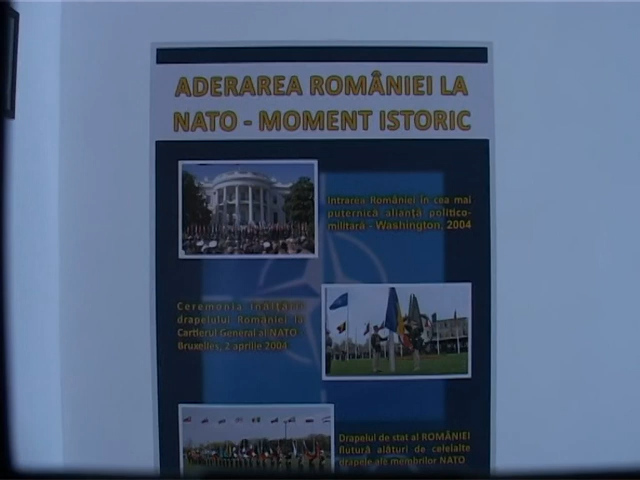 ADERAREA ROMÂNIEI LA
NATO - MOMENT ISTORIC
Intrarea României în cea mai
puternică alianță politico-
militară - Washington, 2004
Ceremonia înălțării
drapelului României la
Cartierul General al NATO
Bruxelles, 2 aprilie 2004
Drapelul de stat al ROMÂNIEI
flutură alături de celelalte
drapele ale membrilor NATO